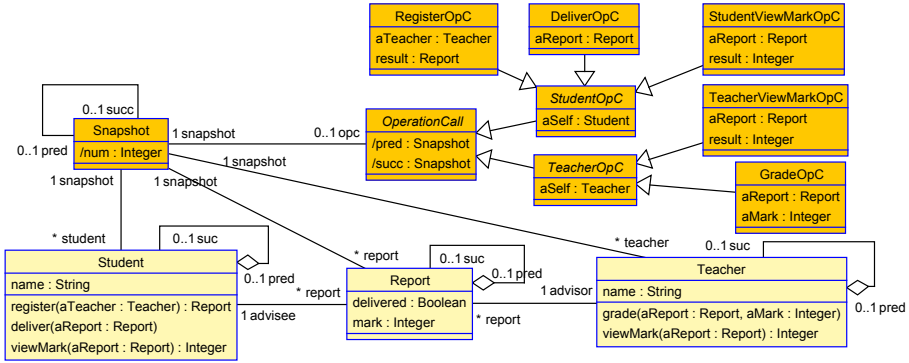 RegisterOpC
aTeacher : Teacher
result : Report
DeliverOpC
aReport : Report
StudentViewMarkOpC
aReport : Report
result : Integer
StudentOpC
aSelf : Student
TeacherViewMarkOpC
aReport : Report
result : Integer
OperationCall
/pred : Snapshot
/succ : Snapshot
TeacherOpC
aSelf : Teacher
GradeOpC
aReport : Report
aMark : Integer
0..1 succ
Snapshot
/num : Integer
0..1 pred
1 snapshot
0..1 opc
1 snapshot
1 snapshot
1 snapshot
* student
* report
* teacher
0..1 suc
0..1 pred
Student
name : String
register(aTeacher : Teacher) : Report
deliver(aReport : Report)
viewMark(aReport : Report) : Integer
* report
1 advisee
0..1 suc
0..1 pred
Report
delivered : Boolean
mark : Integer
1 advisor
* report
0..1 suc
0..1 pred
Teacher
name : String
grade(aReport : Report, aMark : Integer)
viewMark(aReport : Report) : Integer